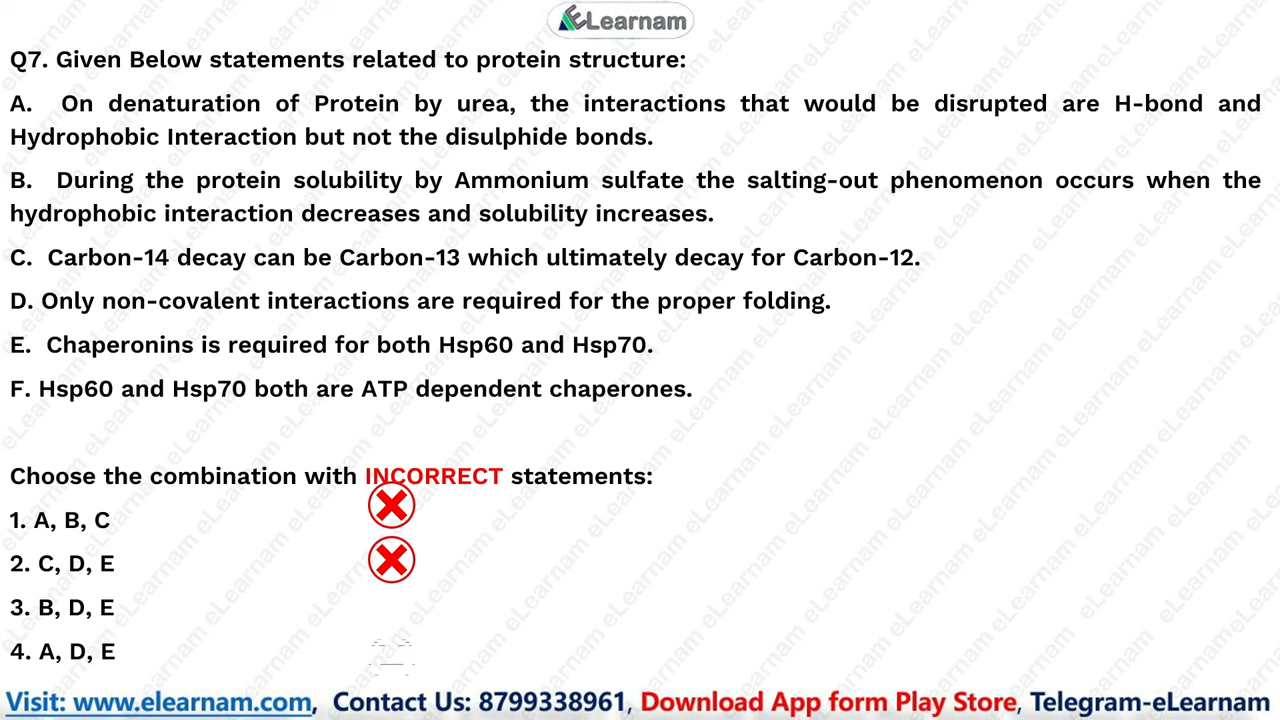 eLearnam
Q7. Given Below statements related to protein structure:
A. On denaturation of Protein by urea, the interactions that would be disrupted are H-bond and
Hydrophobic Interaction but not the disulphide bonds.
B. During the protein solubility by Ammonium sulfate the salting-out phenomenon occurs when the
hydrophobic interaction decreases and solubility increases.
C. Carbon-14 decay can be Carbon-13 which ultimately decay for Carbon-12.
D. Only non-covalent interactions are required for the proper folding.
E. Chaperonins is required for both Hsp60 and Hsp70.
F. Hsp60 and Hsp70 both are ATP dependent chaperones.
Choose the combination with INCORRECT statements:
1. A, B, C
2. C, D, E
3. B, D, E
4. A, D, E
Visit: www.elearnam.com, Contact Us: 8799338961, Download App form Play Store, Telegram-eLearnam